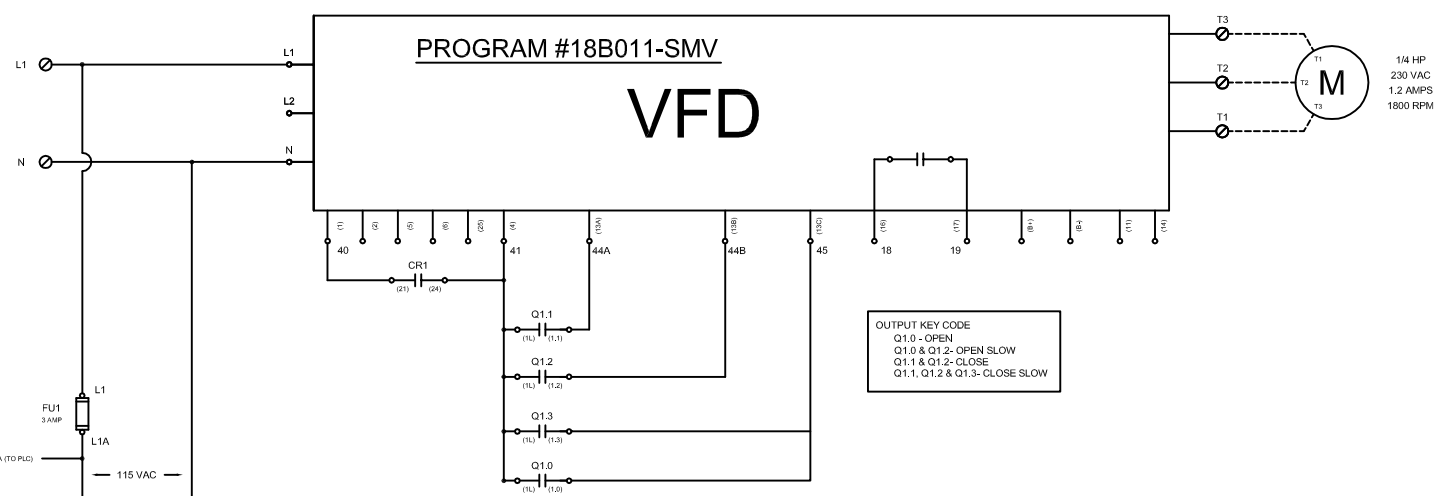 PROGRAM #18B011-SMV
VFD
L1
L1
L2
N
N
T3
T2
T1
T1
T2
T3
M
1/4 HP
230 VAC
1.2 AMPS
1800 RPM
(1)
(2)
(5)
(6)
(25)
(4)
(13A)
(13B)
(13C)
(16)
(17)
(B+)
(B-)
(11)
(14)
40
41
44A
44B
45
18
19
CR1
(21)
(24)
Q1.1
(1L)
(1.1)
Q1.2
(1L)
(1.2)
Q1.3
(1L)
(1.3)
Q1.0
(1L)
(1.0)
OUTPUT KEY CODE
Q1.0 - OPEN
Q1.0 & Q1.2- OPEN SLOW
Q1.1 & Q1.2- CLOSE
Q1.1, Q1.2 & Q1.3- CLOSE SLOW
L1
FU1
3 AMP
L1A
A (TO PLC)
115 VAC